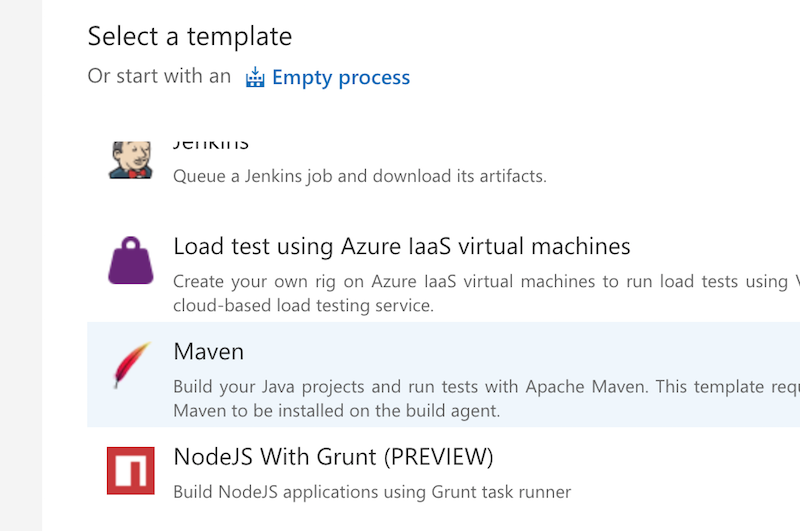 Select a template
Or start with an Empty process
Jenkins
Queue a Jenkins job and download its artifacts.
Load test using Azure IaaS virtual machines
Create your own rig on Azure IaaS virtual machines to run load tests using
cloud-based load testing service.
Maven
Build your Java projects and run tests with Apache Maven. This template
Maven to be installed on the build agent.
NodeJS With Grunt (PREVIEW)
Build NodeJS applications using Grunt task runner